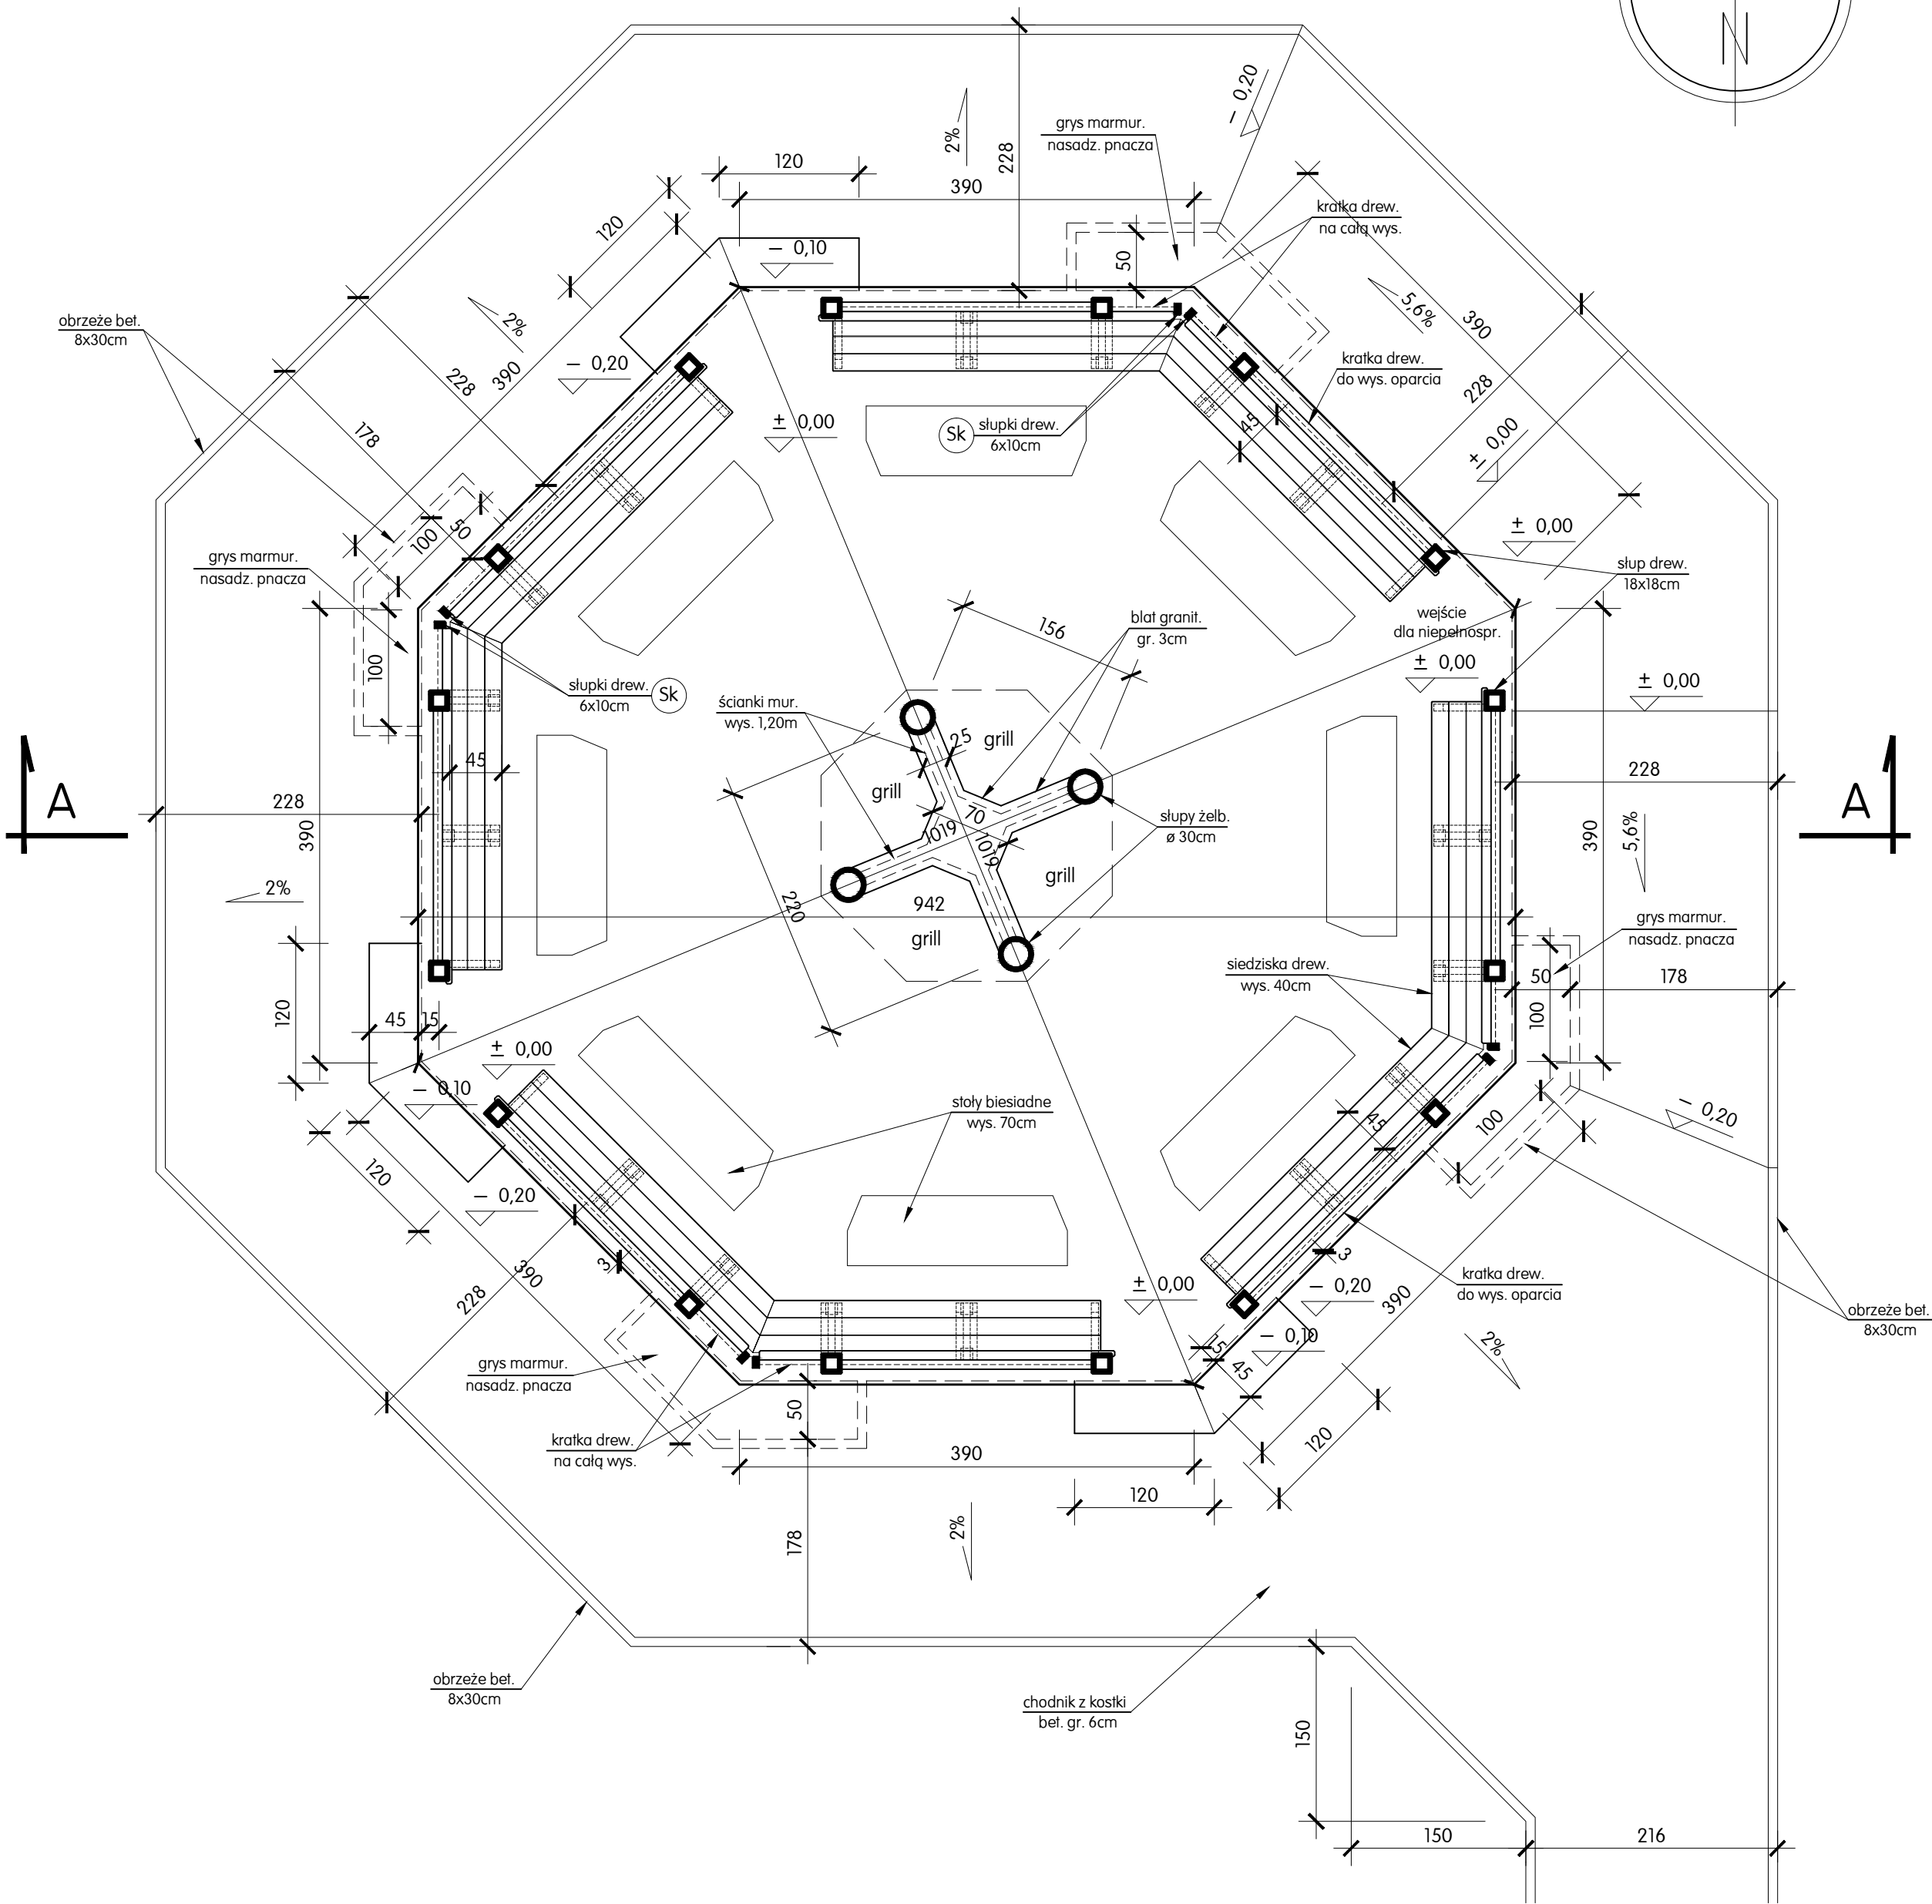 N
− 0,20
2%
228
grys marmur.
nasadz. pnacza
120
390
120
kratka drew.
na całą wys.
− 0,10
50
5,6%
390
obrzeże bet.
8x30cm
2%
− 0,20
228
390
kratka drew.
do wys. oparcia
228
178
± 0,00
Sk
słupki drew.
6x10cm
45
± 0,00
50
100
± 0,00
grys marmur.
nasadz. pnacza
słup drew.
18x18cm
wejście
dla niepełnospr.
156
blat granit.
gr. 3cm
100
± 0,00
± 0,00
słupki drew.
6x10cm
Sk
ścianki mur.
wys. 1,20m
25
grill
45
228
A
228
390
grill
70
1019
1019
słupy żelb.
ø 30cm
390
5,6%
A
grill
2%
220
942
grill
grys marmur.
nasadz. pnacza
siedziska drew.
wys. 40cm
50
178
120
45
15
100
± 0,00
− 0,10
stoły biesiadne
wys. 70cm
45
100
− 0,20
120
− 0,20
3
390
228
± 0,00
3
− 0,20
kratka drew.
do wys. oparcia
390
obrzeże bet.
8x30cm
− 0,10
15
45
2%
grys marmur.
nasadz. pnacza
50
kratka drew.
na całą wys.
390
120
120
178
2%
obrzeże bet.
8x30cm
chodnik z kostki
bet. gr. 6cm
150
150
216